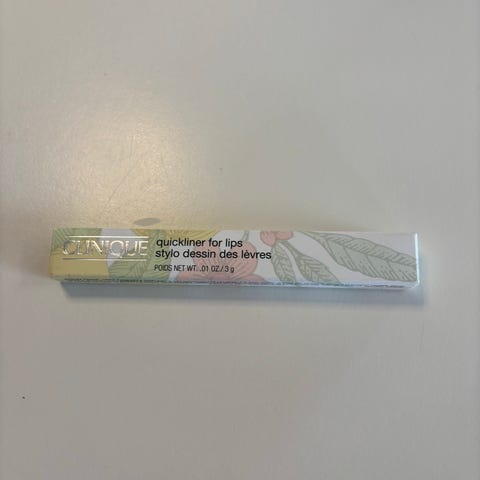 CLINIQUE
quickliner for lips
stylo dessin des lèvres
POIDS NET WT. .01 OZ./3 g